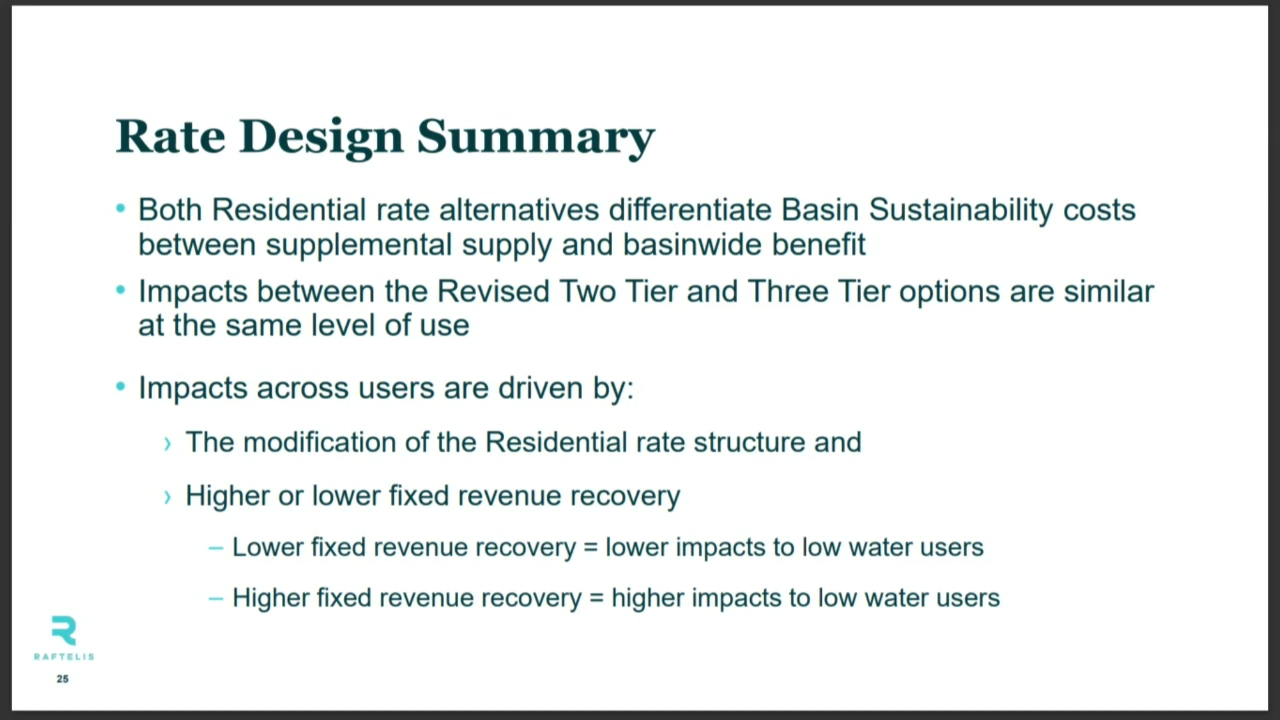 Rate Design Summary
• Both Residential rate alternatives differentiate Basin Sustainability costs
between supplemental supply and basinwide benefit
• Impacts between the Revised Two Tier and Three Tier options are similar
at the same level of use
• Impacts across users are driven by:
› The modification of the Residential rate structure and
› Higher or lower fixed revenue recovery
– Lower fixed revenue recovery = lower impacts to low water users
– Higher fixed revenue recovery = higher impacts to low water users
RAFTELIS
25